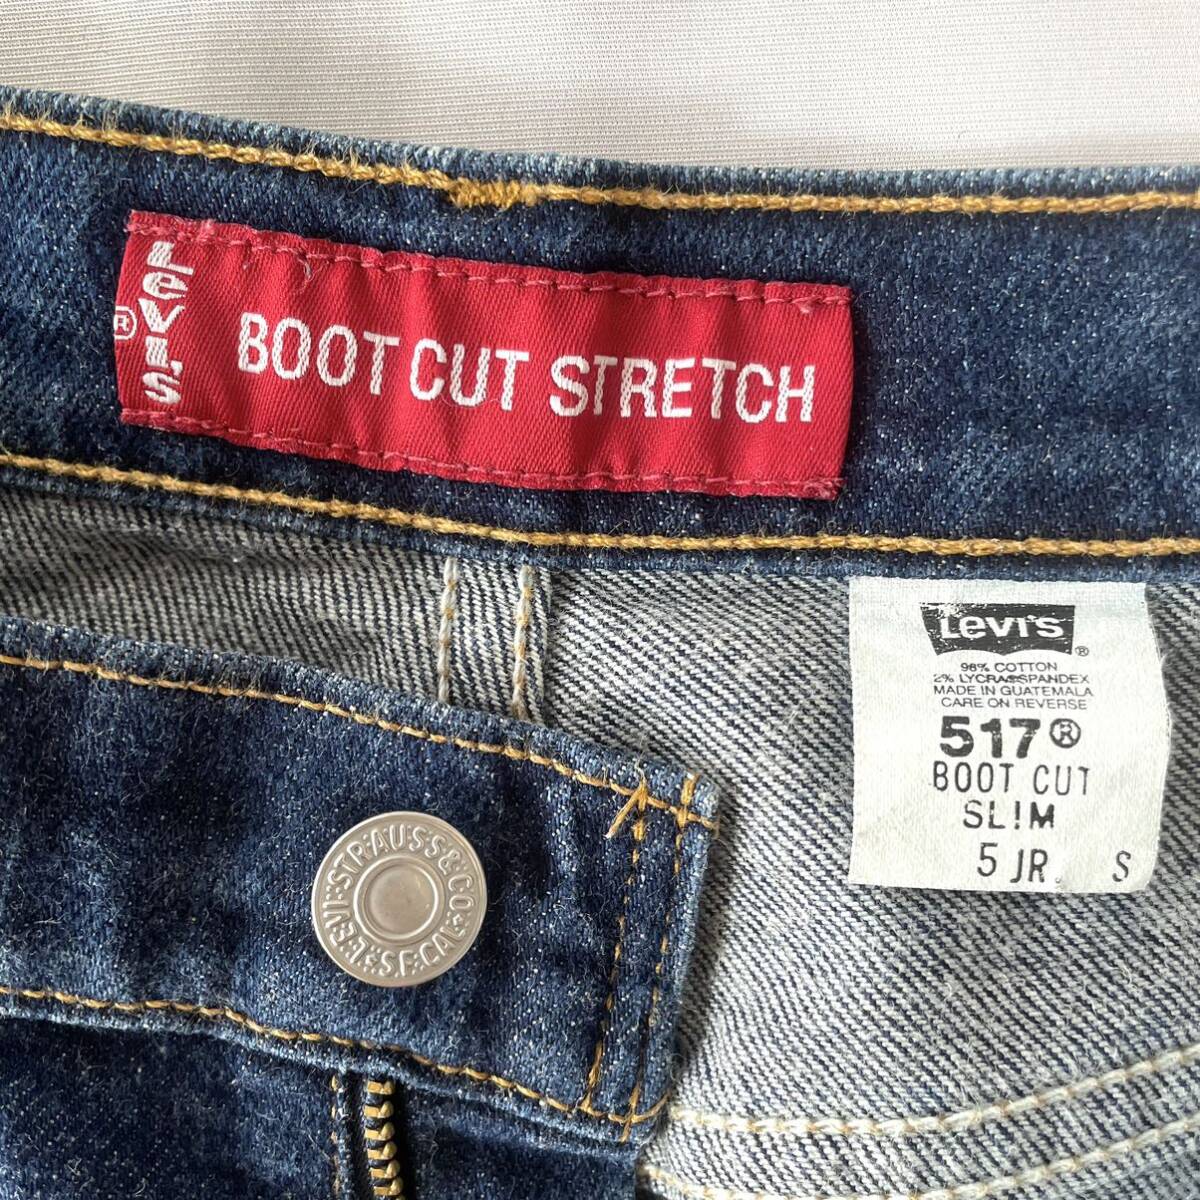 LEVI'S ®
BOOT CUT STRETCH
LEVI'S ®
98% COTTON
2% LYCRA®SPANDEX
MADE IN GUATEMALA
CARE ON REVERSE
517®
BOOT CUT
SLIM
5 JR. S
LEVI STRAUSS & CO S.F. CAL